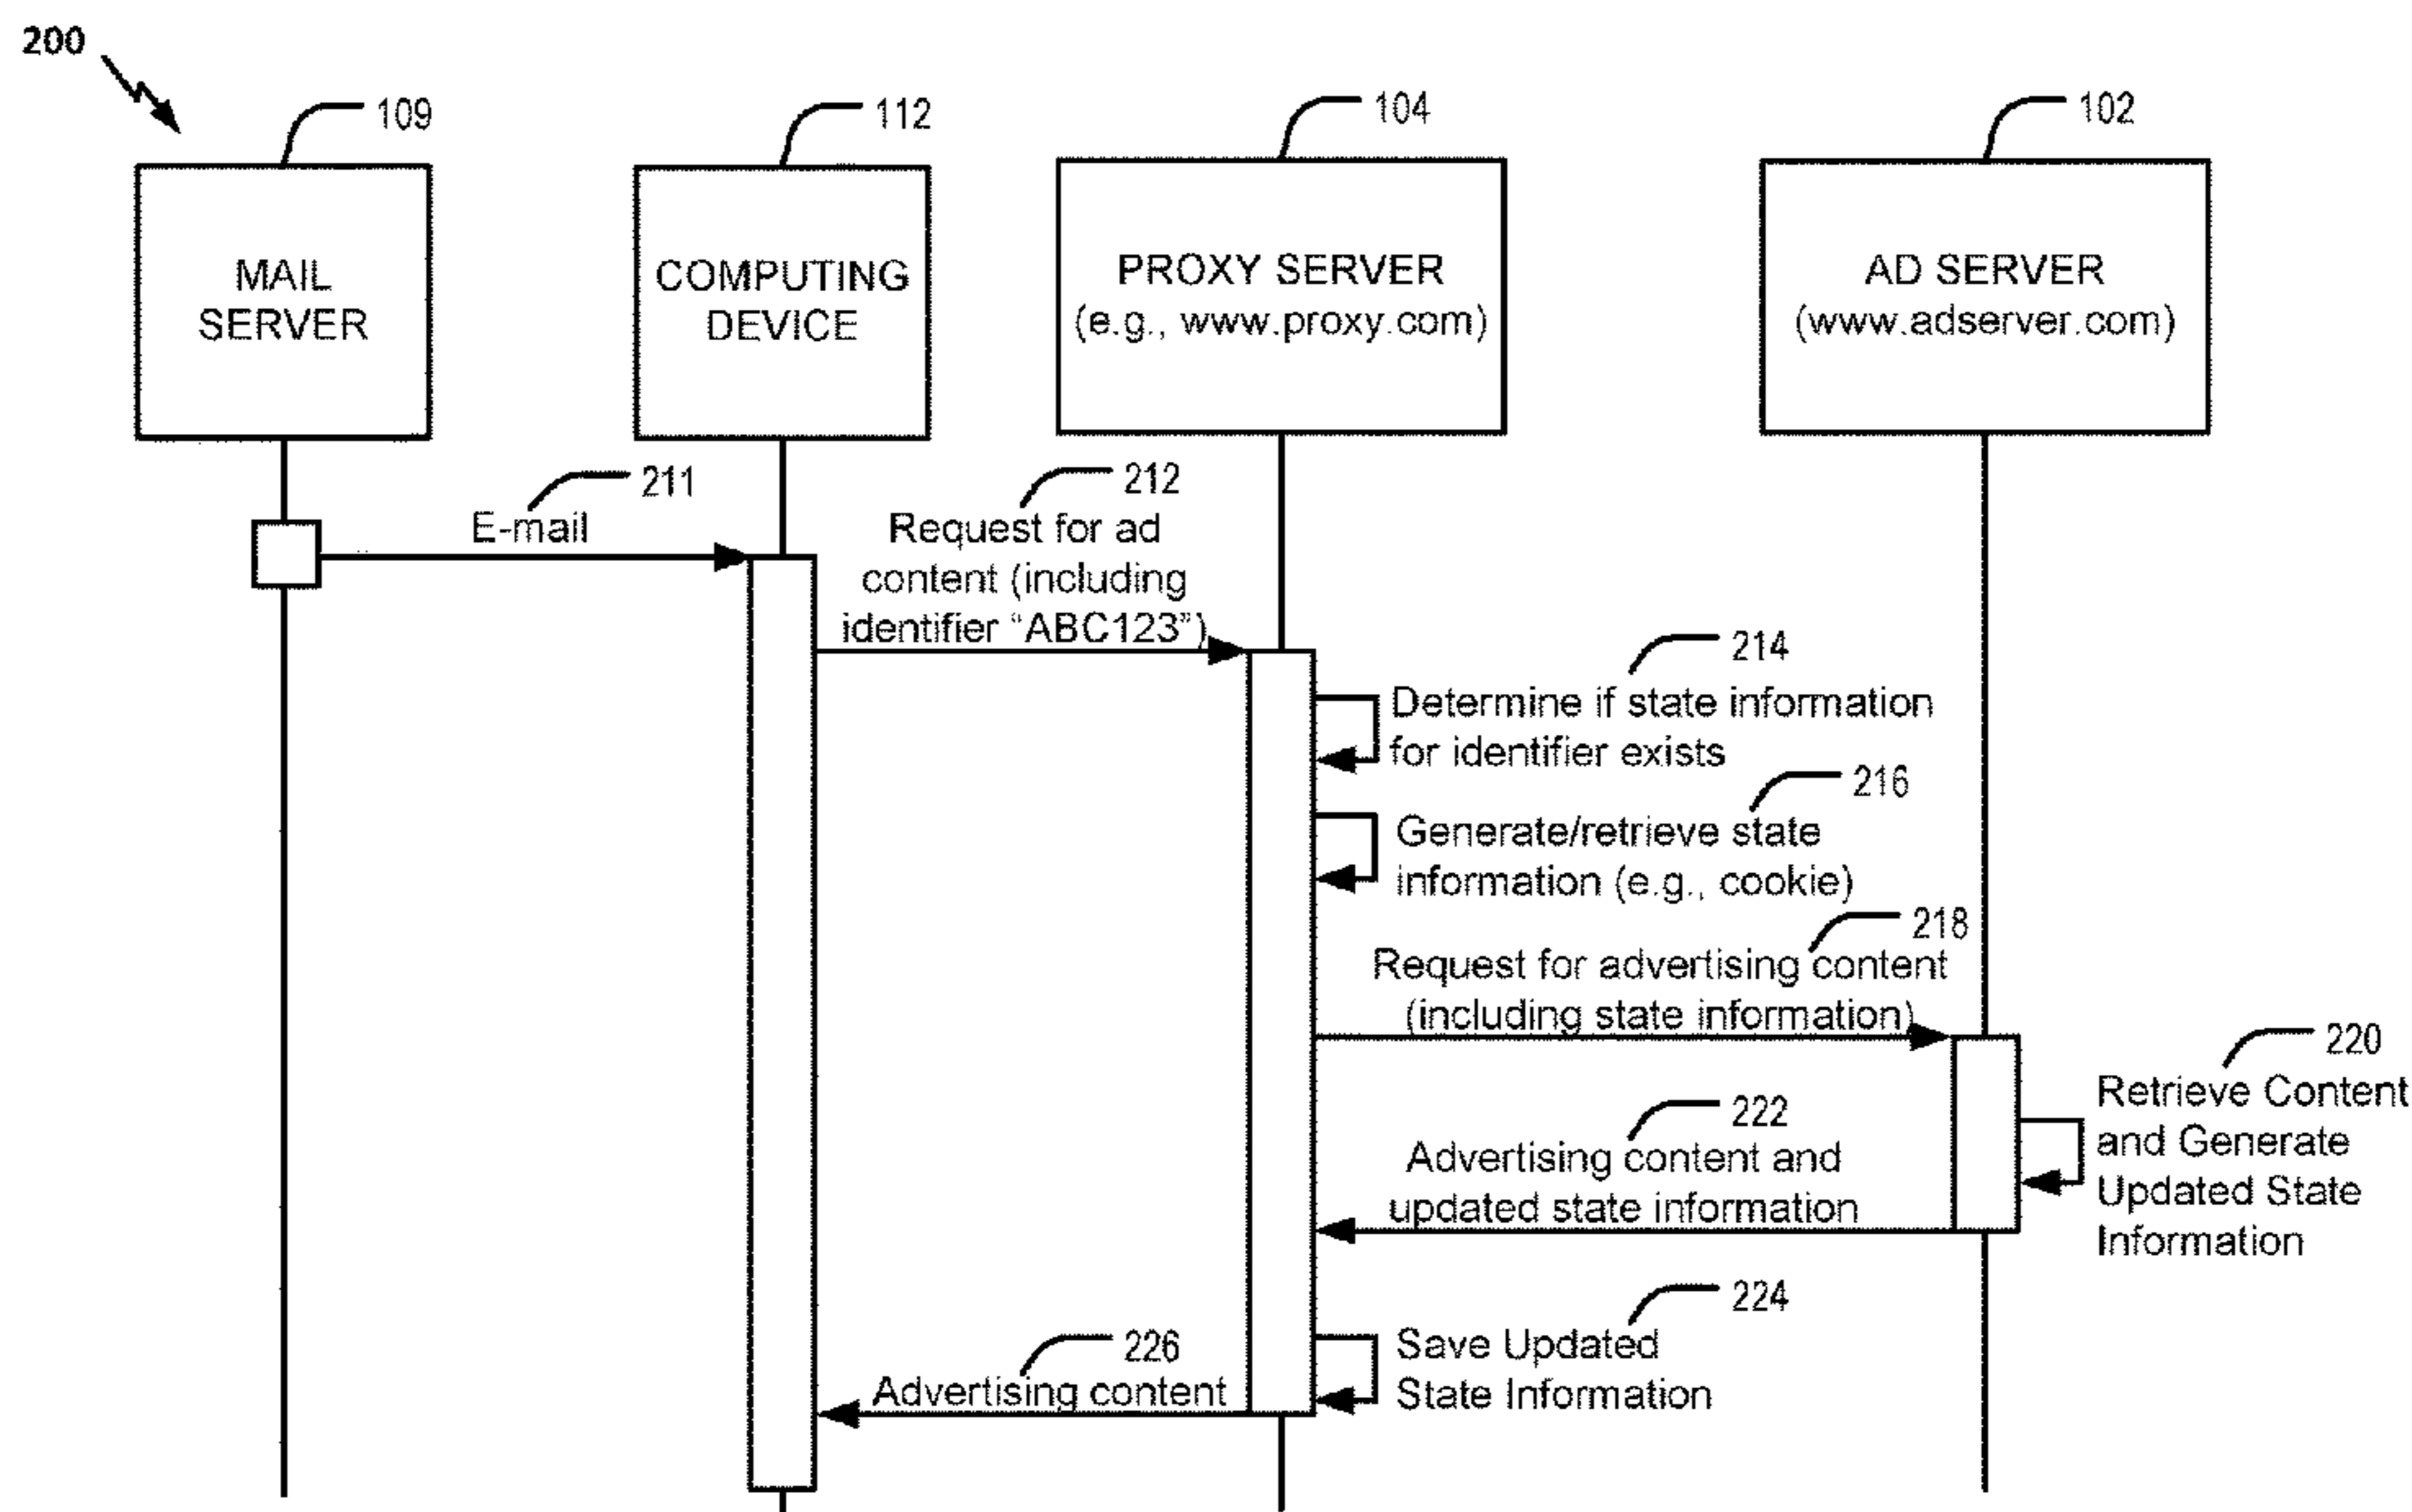 200
109
112
104
102
MAIL
SERVER
COMPUTING
DEVICE
PROXY SERVER
(e.g., www.proxy.com)
AD SERVER
(www.adserver.com)
211
E-mail
212
Request for ad
content (including
identifier “ABC123”)
214
Determine if state information
for identifier exists
216
Generate/retrieve state
information (e.g., cookie)
218
Request for advertising content
(including state information)
220
Retrieve Content
and Generate
Updated State
Information
222
Advertising content and
updated state information
224
Save Updated
State Information
226
Advertising content